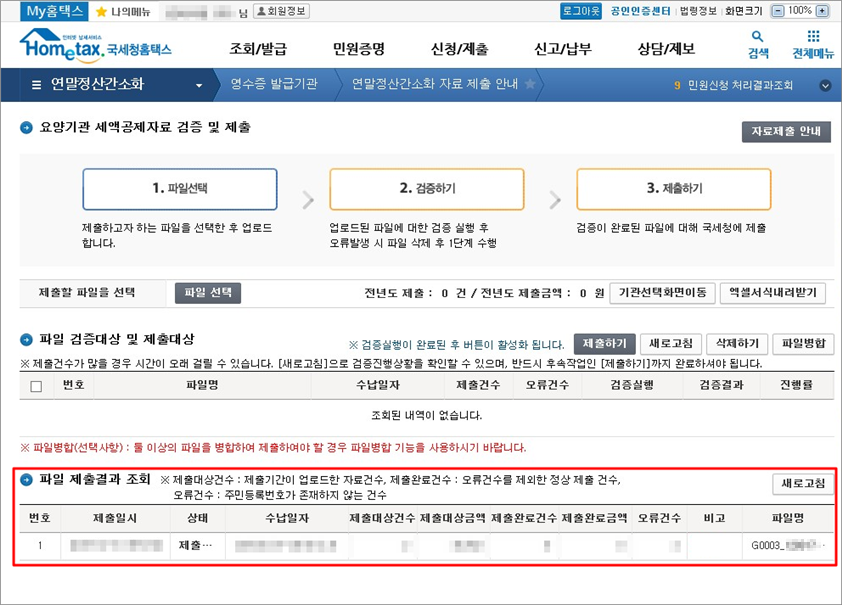 My홈택스 ★ 나의메뉴 님 회원정보 로그아웃 공인인증센터 법령정보 화면크기 100%
인터넷 납세서비스
Hometax. 국세청홈택스 조회/발급 민원증명 신청/제출 신고/납부 상담/제보 검색 전체메뉴
연말정산간소화 영수증 발급기관 연말정산간소화 자료 제출 안내 9 민원신청 처리결과조회
요양기관 세액공제자료 검증 및 제출 자료제출 안내
1. 파일선택 2. 검증하기 3. 제출하기
제출하고자 하는 파일을 선택한 후 업로드
합니다.
업로드된 파일에 대한 검증 실행 후
오류발생 시 파일 삭제 후 1단계 수행
검증이 완료된 파일에 대해 국세청에 제출
제출할 파일을 선택 파일 선택 전년도 제출 : 0 건 / 전년도 제출금액 : 0 원 기관선택화면이동 엑셀서식내려받기
파일 검증대상 및 제출대상 ※ 검증실행이 완료된 후 버튼이 활성화 됩니다. 제출하기 새로고침 삭제하기 파일병합
※ 제출건수가 많을 경우 시간이 오래 걸릴 수 있습니다. [새로고침]으로 검증진행상황을 확인할 수 있으며, 반드시 후속작업인 [제출하기]까지 완료하셔야 됩니다.
번호 파일명 수납일자 제출건수 오류건수 검증실행 검증결과 진행률
조회된 내역이 없습니다.
※ 파일병합(선택사항) : 둘 이상의 파일을 병합하여 제출하여야 할 경우 파일병합 기능을 사용하시기 바랍니다.
파일 제출결과 조회 ※ 제출대상건수 : 제출기간이 업로드한 자료건수, 제출완료건수 : 오류건수를 제외한 정상 제출 건수,
오류건수 : 주민등록번호가 존재하지 않는 건수 새로고침
번호 제출일시 상태 수납일자 제출대상건수 제출대상금액 제출완료건수 제출완료금액 오류건수 비고 파일명
1 제출… G0003_ …